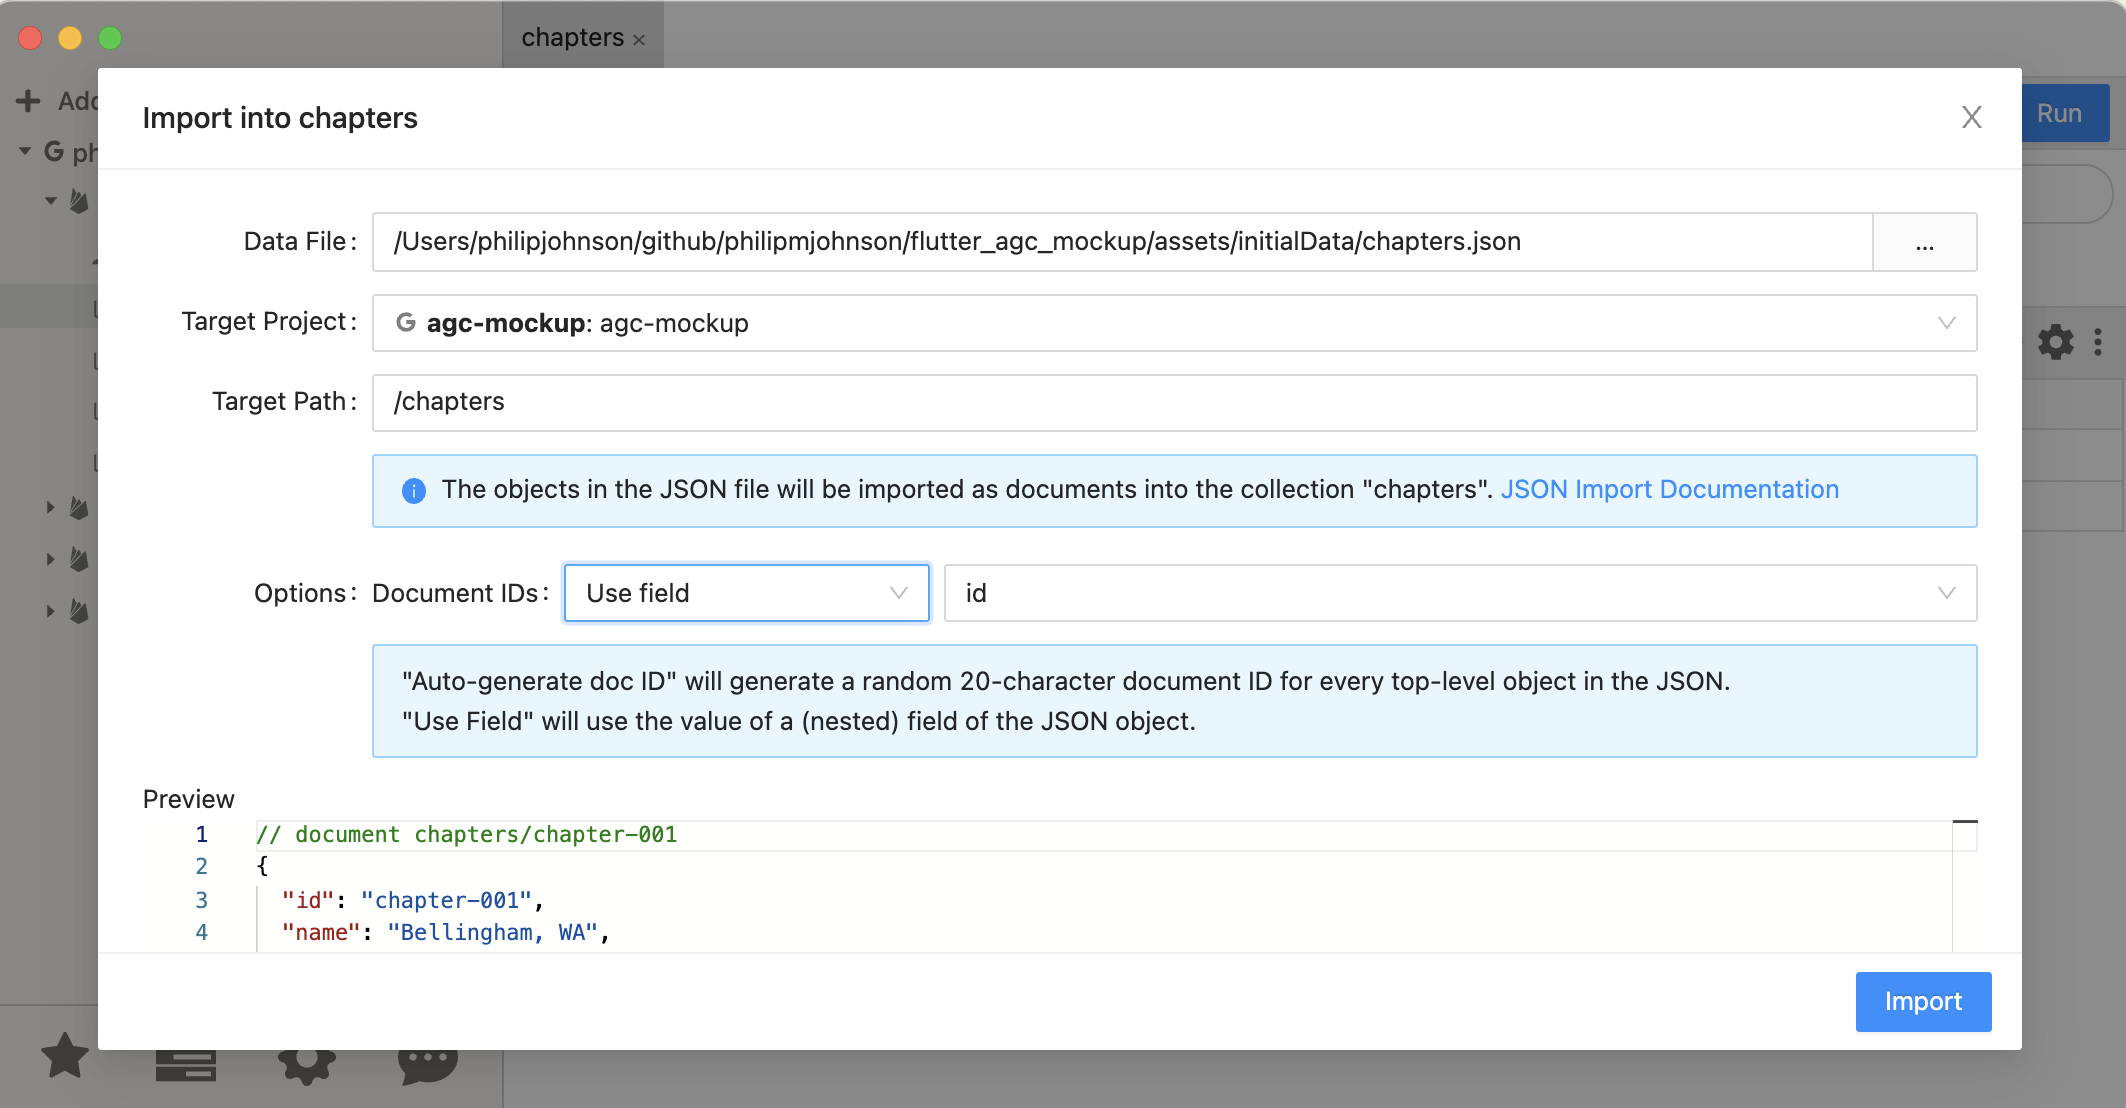 chapters ×
Add
Run
G ph
Import into chapters
X
Data File: /Users/philipjohnson/github/philipmjohnson/flutter_agc_mockup/assets/initialData/chapters.json ...
Target Project: G agc-mockup: agc-mockup
Target Path: /chapters
The objects in the JSON file will be imported as documents into the collection "chapters". JSON Import Documentation
Options: Document IDs: Use field id
"Auto-generate doc ID" will generate a random 20-character document ID for every top-level object in the JSON.
"Use Field" will use the value of a (nested) field of the JSON object.
Preview
1 // document chapters/chapter-001
2 {
3 "id": "chapter-001",
4 "name": "Bellingham, WA",
Import